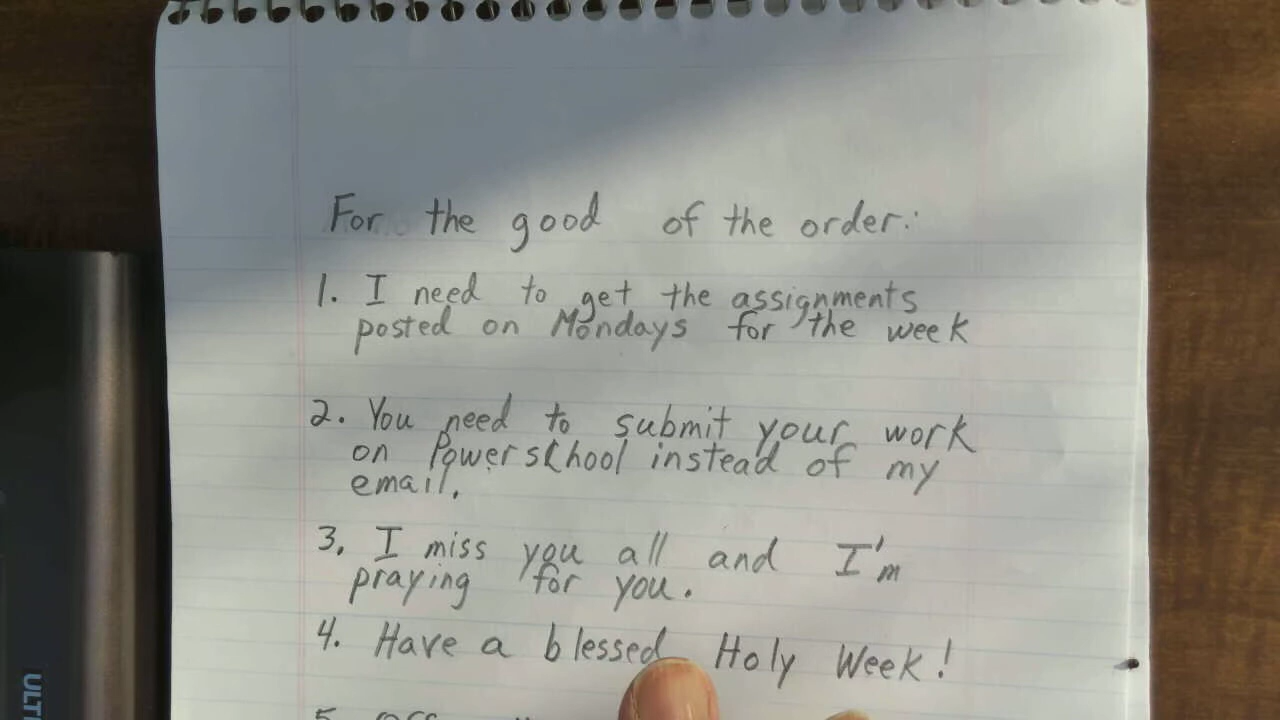 For the good of the order:
1. I need to get the assignments
posted on Mondays for the week
2. You need to submit your work
on Powerschool instead of my
email.
3. I miss you all and I'm
praying for you.
4. Have a blessed Holy Week!
5.
ULT